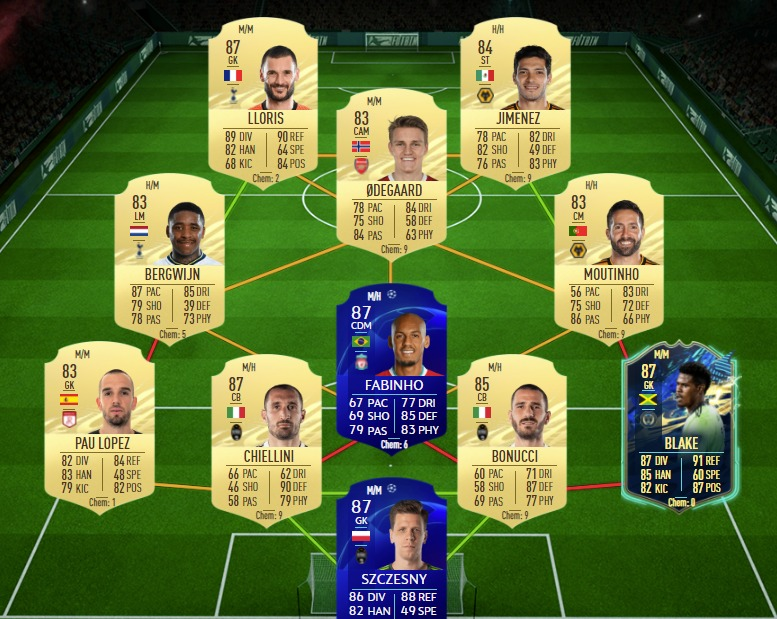 M/M
87
GK
LLORIS
89 DIV 90 REF
82 HAN 64 SPE
68 KIC 84 POS
Chem: 2
H/H
84
ST
JIMENEZ
78 PAC 82 DRI
82 SHO 49 DEF
76 PAS 83 PHY
Chem: 9
M/M
83
CAM
ØDEGAARD
78 PAC 84 DRI
75 SHO 58 DEF
84 PAS 63 PHY
Chem: 9
H/M
83
LM
BERGWIJN
87 PAC 85 DRI
79 SHO 39 DEF
78 PAS 73 PHY
Chem: 5
H/H
83
CM
MOUTINHO
56 PAC 83 DRI
75 SHO 72 DEF
86 PAS 66 PHY
Chem: 9
M/H
87
CDM
FABINHO
67 PAC 77 DRI
69 SHO 85 DEF
79 PAS 83 PHY
Chem: 6
M/M
83
GK
PAU LOPEZ
82 DIV 84 REF
83 HAN 48 SPE
79 KIC 82 POS
Chem: 1
M/M
87
CB
CHIELLINI
66 PAC 62 DRI
46 SHO 90 DEF
58 PAS 79 PHY
Chem: 9
M/M
85
CB
BONUCCI
60 PAC 71 DRI
58 SHO 87 DEF
69 PAS 77 PHY
Chem: 9
M/M
87
GK
BLAKE
87 DIV 91 REF
85 HAN 60 SPE
82 KIC 87 POS
Chem: 0
M/M
87
GK
SZCZESNY
86 DIV 88 REF
82 HAN 49 SPE